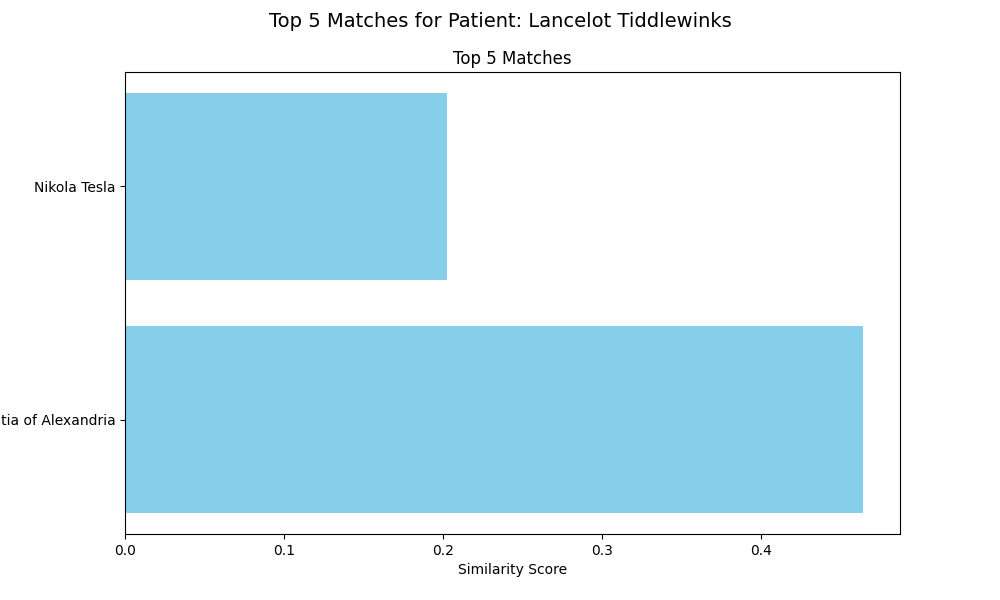 Top 5 Matches for Patient: Lancelot Tiddlewinks
Top 5 Matches
Nikola Tesla
tia of Alexandria
0.0
0.1
0.2
0.3
0.4
Similarity Score